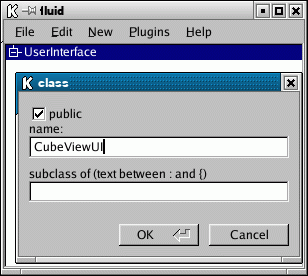 fluid
File Edit New Plugins Help
UserInterface
class
public
name:
CubeViewUI
subclass of (text between : and {)
OK Cancel